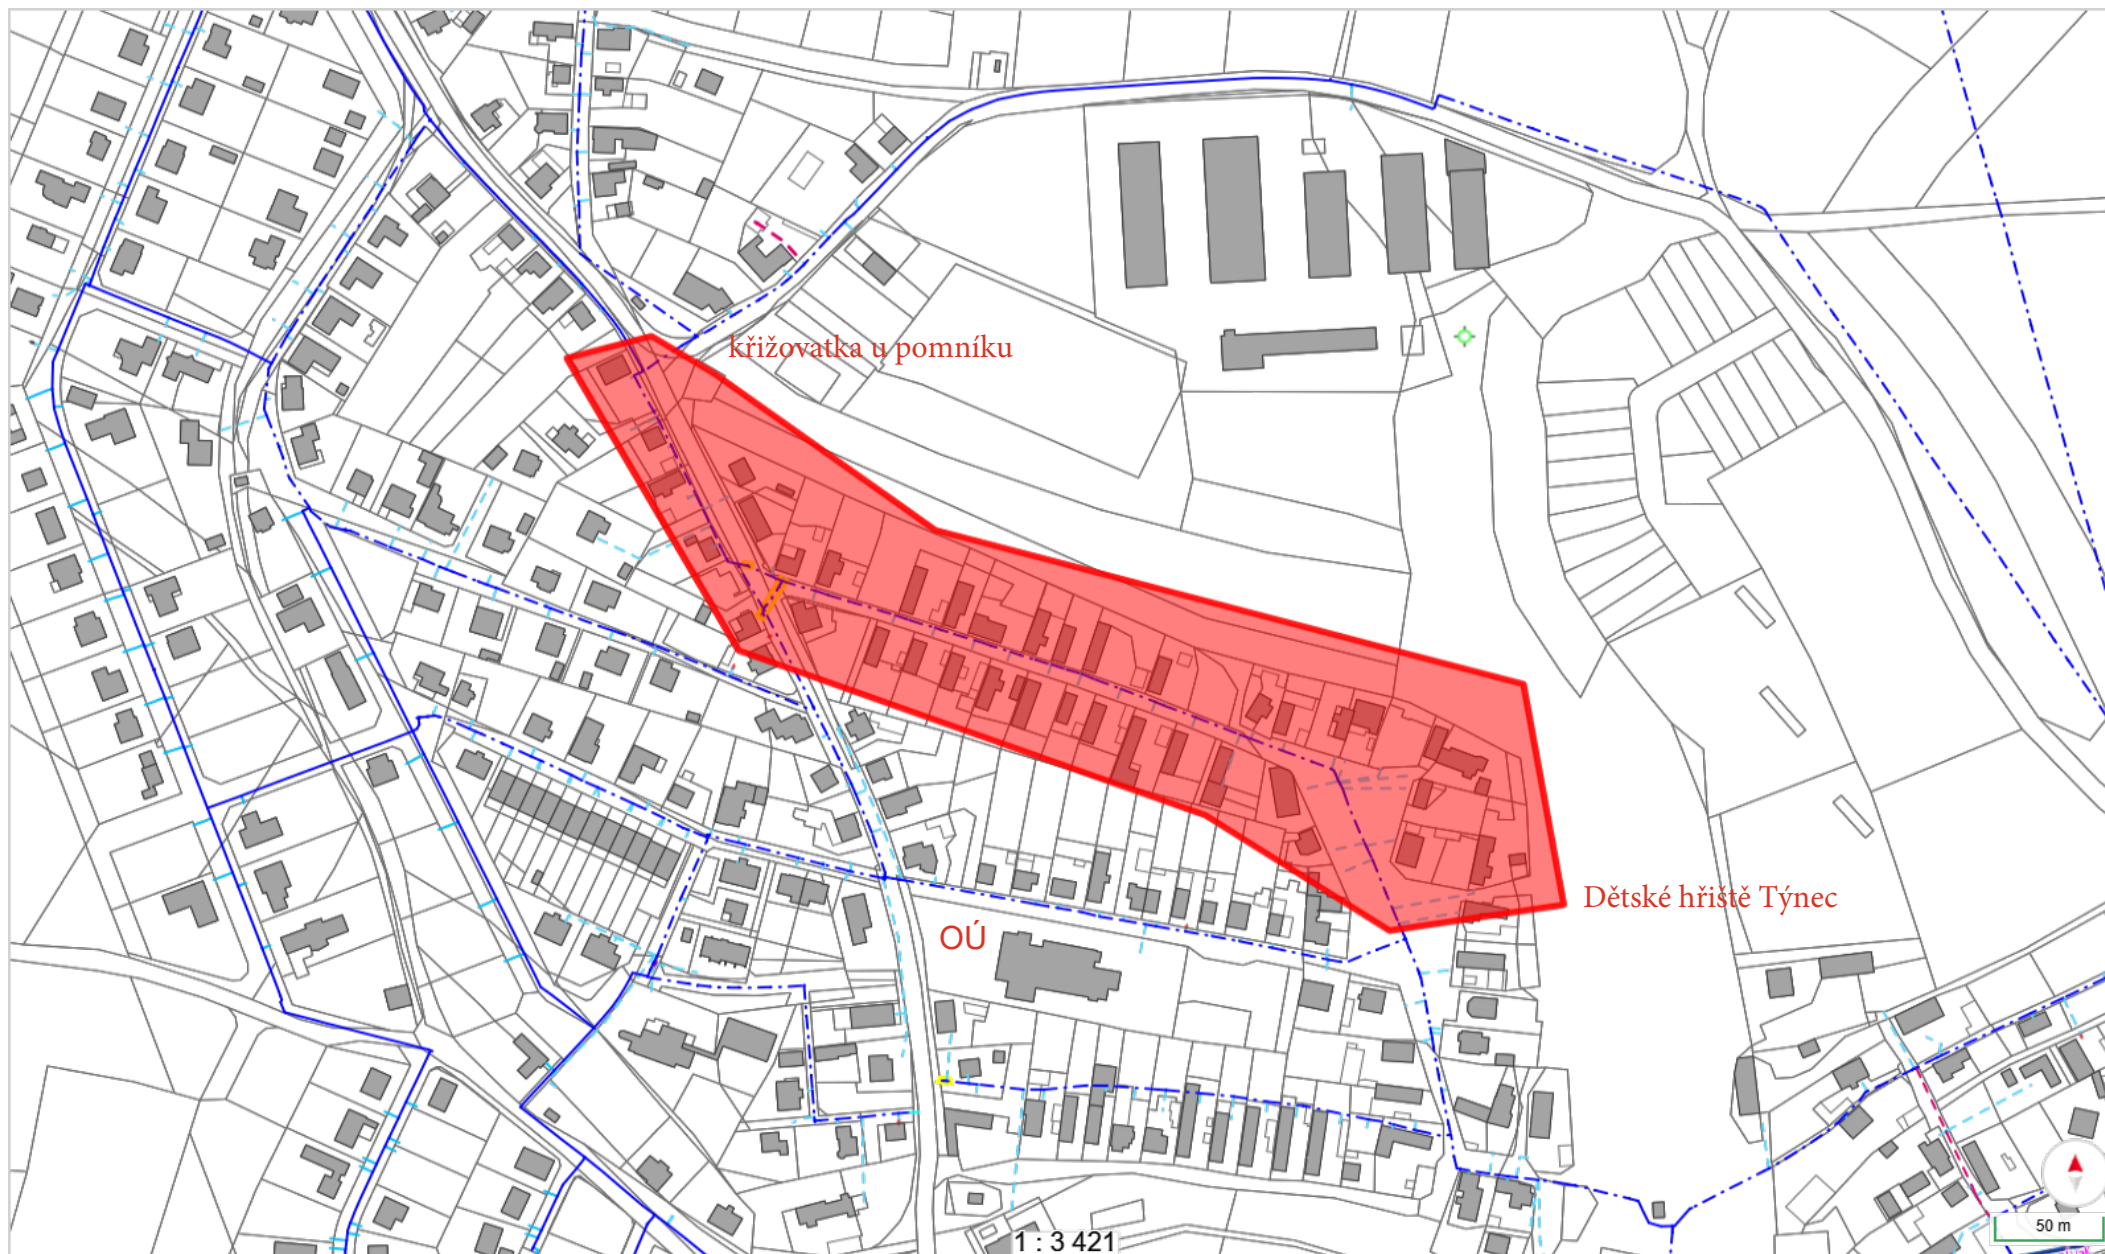 křižovatka u pomníku
Dětské hřiště Týnec
OÚ
50 m
1 : 3 421